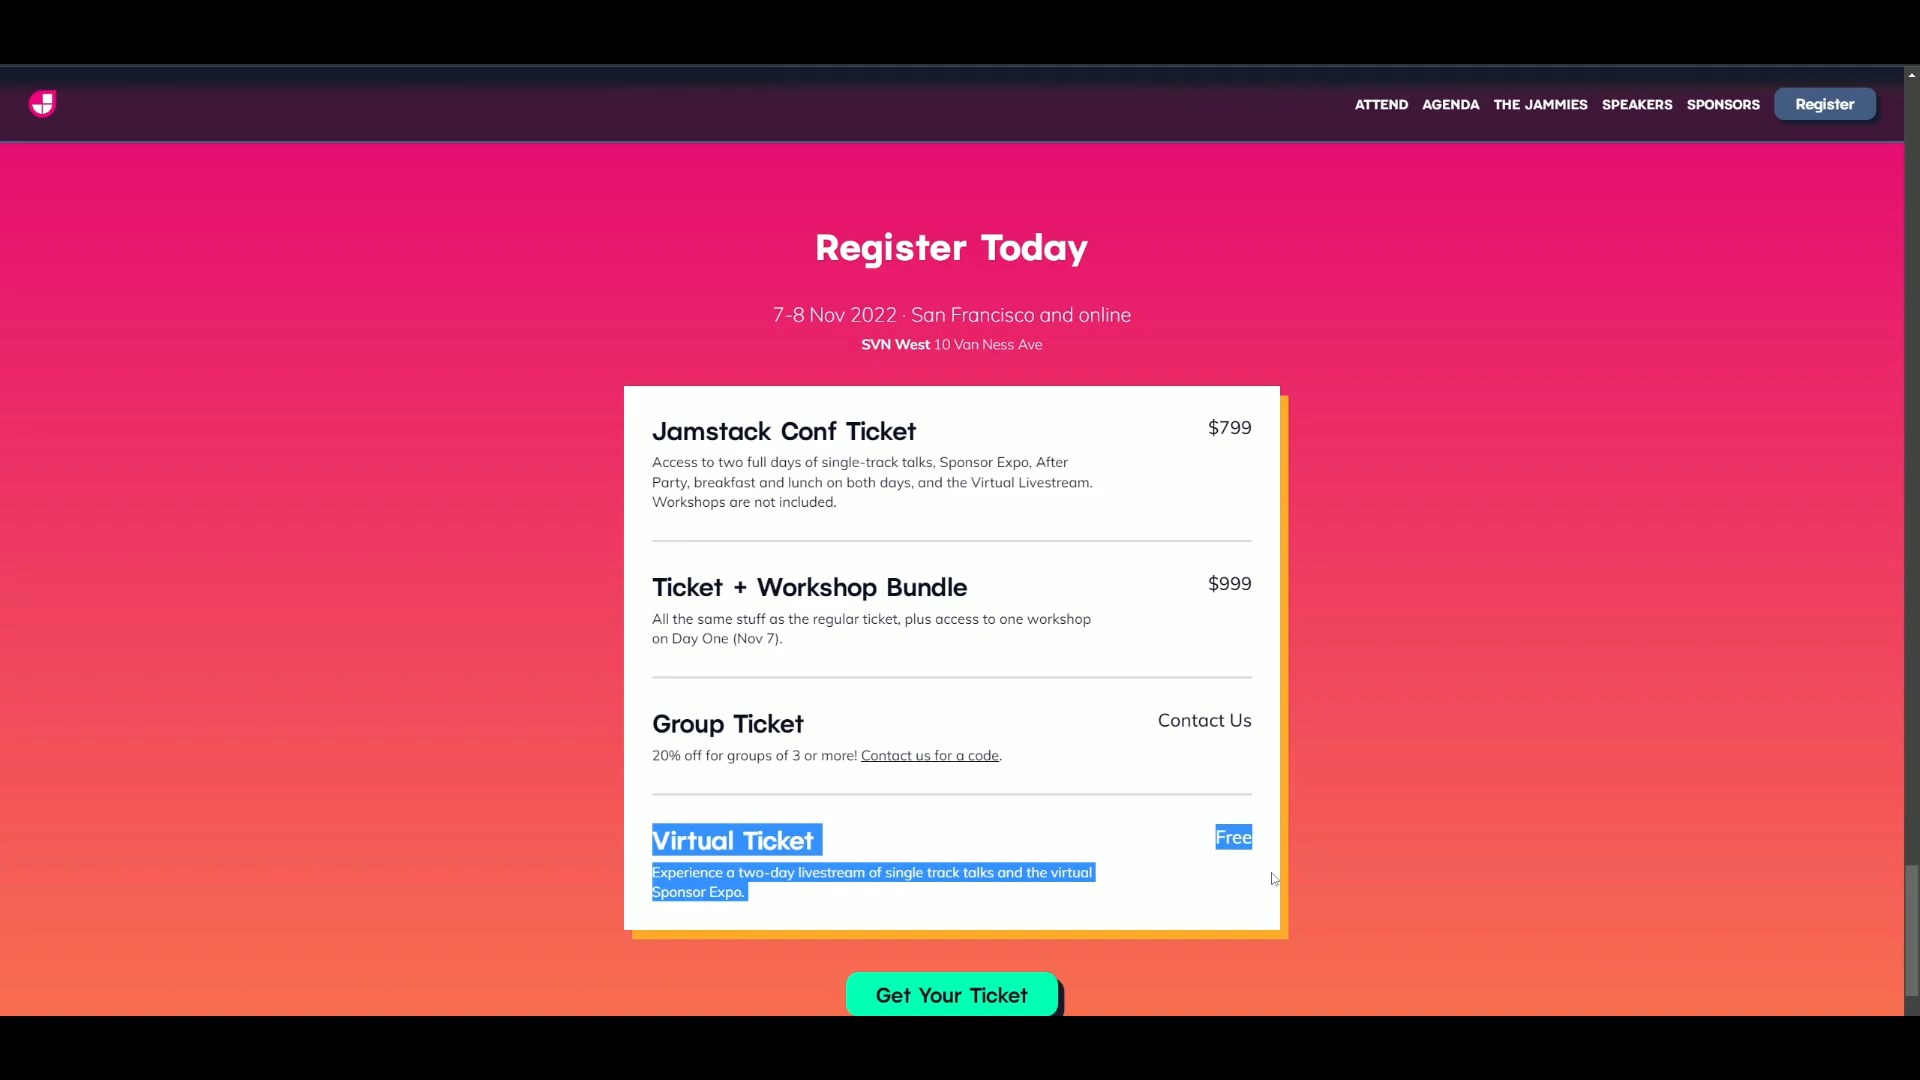 ATTEND AGENDA THE JAMMIES SPEAKERS SPONSORS Register
Register Today
7-8 Nov 2022 · San Francisco and online
SVN West 10 Van Ness Ave
Jamstack Conf Ticket $799
Access to two full days of single-track talks, Sponsor Expo, After
Party, breakfast and lunch on both days, and the Virtual Livestream.
Workshops are not included.
Ticket + Workshop Bundle $999
All the same stuff as the regular ticket, plus access to one workshop
on Day One (Nov 7).
Group Ticket Contact Us
20% off for groups of 3 or more! Contact us for a code.
Virtual Ticket Free
Experience a two-day livestream of single track talks and the virtual
Sponsor Expo.
Get Your Ticket